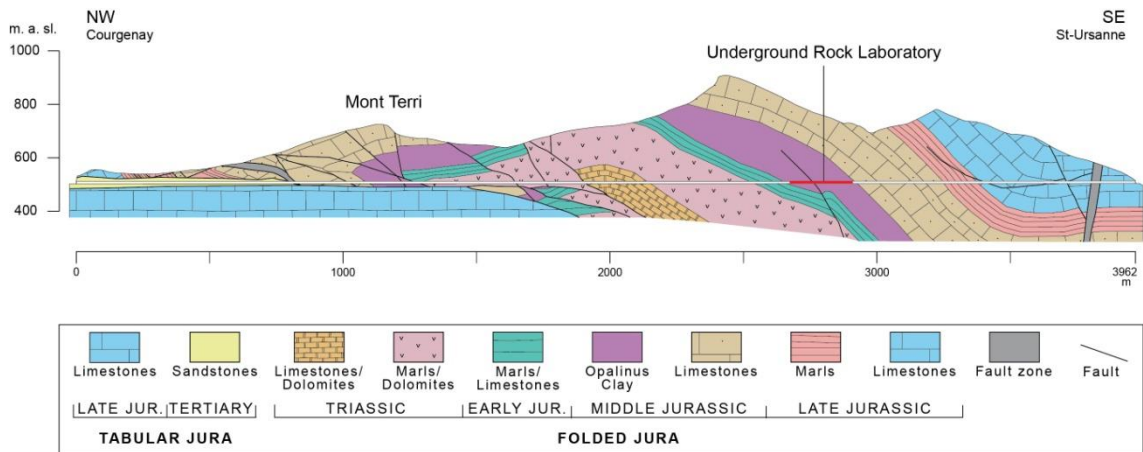 NW
Courgenay
SE
St-Ursanne
m. a. sl.
1000
800
600
400
Mont Terri
Underground Rock Laboratory
0
1000
2000
3000
3962
m
Limestones
Sandstones
Limestones/
Dolomites
Marls/
Dolomites
Marls/
Limestones
Opalinus
Clay
Limestones
Marls
Limestones
Fault zone
Fault
LATE JUR.
TERTIARY
TRIASSIC
EARLY JUR.
MIDDLE JURASSIC
LATE JURASSIC
TABULAR JURA
FOLDED JURA